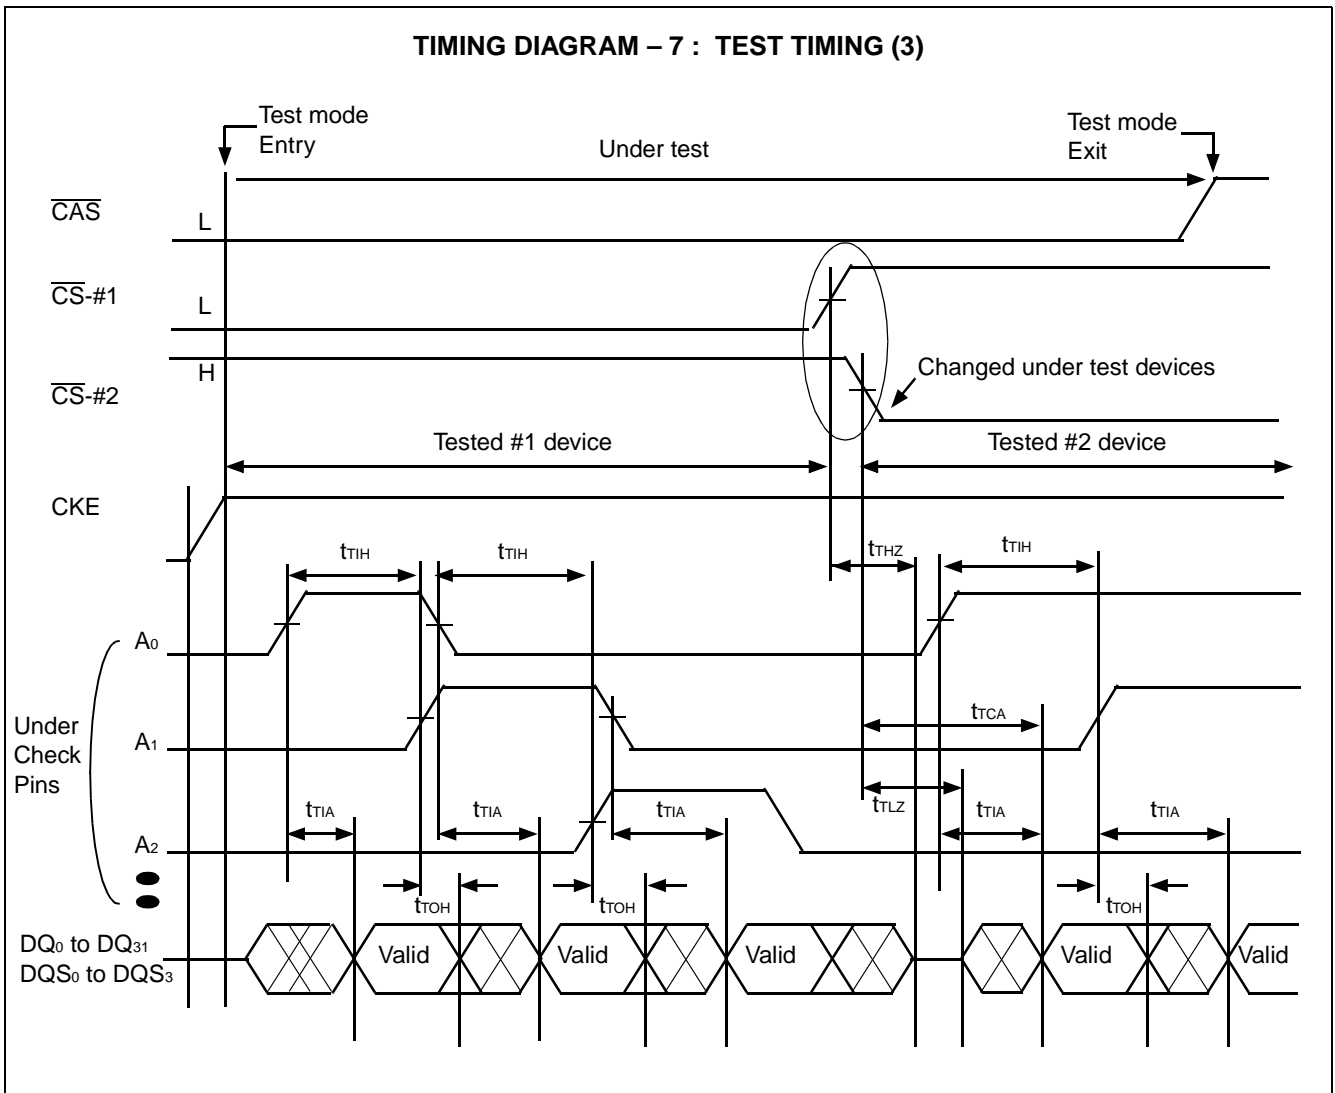 TIMING DIAGRAM – 7 : TEST TIMING (3)
Test mode
Entry
Under test
Test mode
Exit
CAS
L
CS-#1
L
H
CS-#2
Changed under test devices
Tested #1 device
Tested #2 device
CKE
tTIH
tTIH
tTHZ
tTIH
A0
Under
Check
Pins
A1
tTCA
tTLZ
tTIA
tTIA
tTIA
tTIA
tTIA
A2
tTOH
tTOH
tTOH
DQ0 to DQ31
DQS0 to DQS3
Valid
Valid
Valid
Valid
Valid